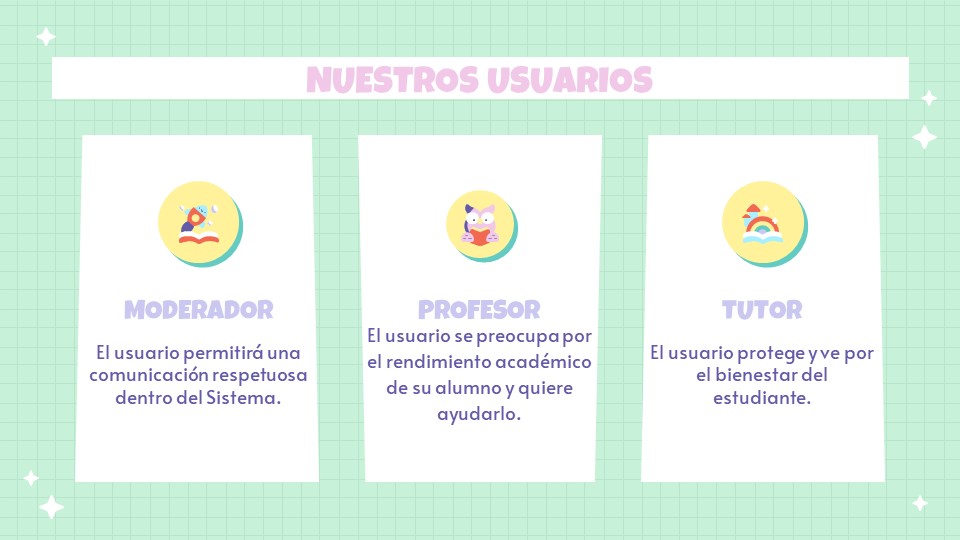 NUESTROS USUARIOS
MODERADOR
El usuario permitirá una
comunicación respetuosa
dentro del Sistema.
PROFESOR
El usuario se preocupa por
el rendimiento académico
de su alumno y quiere
ayudarlo.
TUTOR
El usuario protege y ve por
el bienestar del
estudiante.